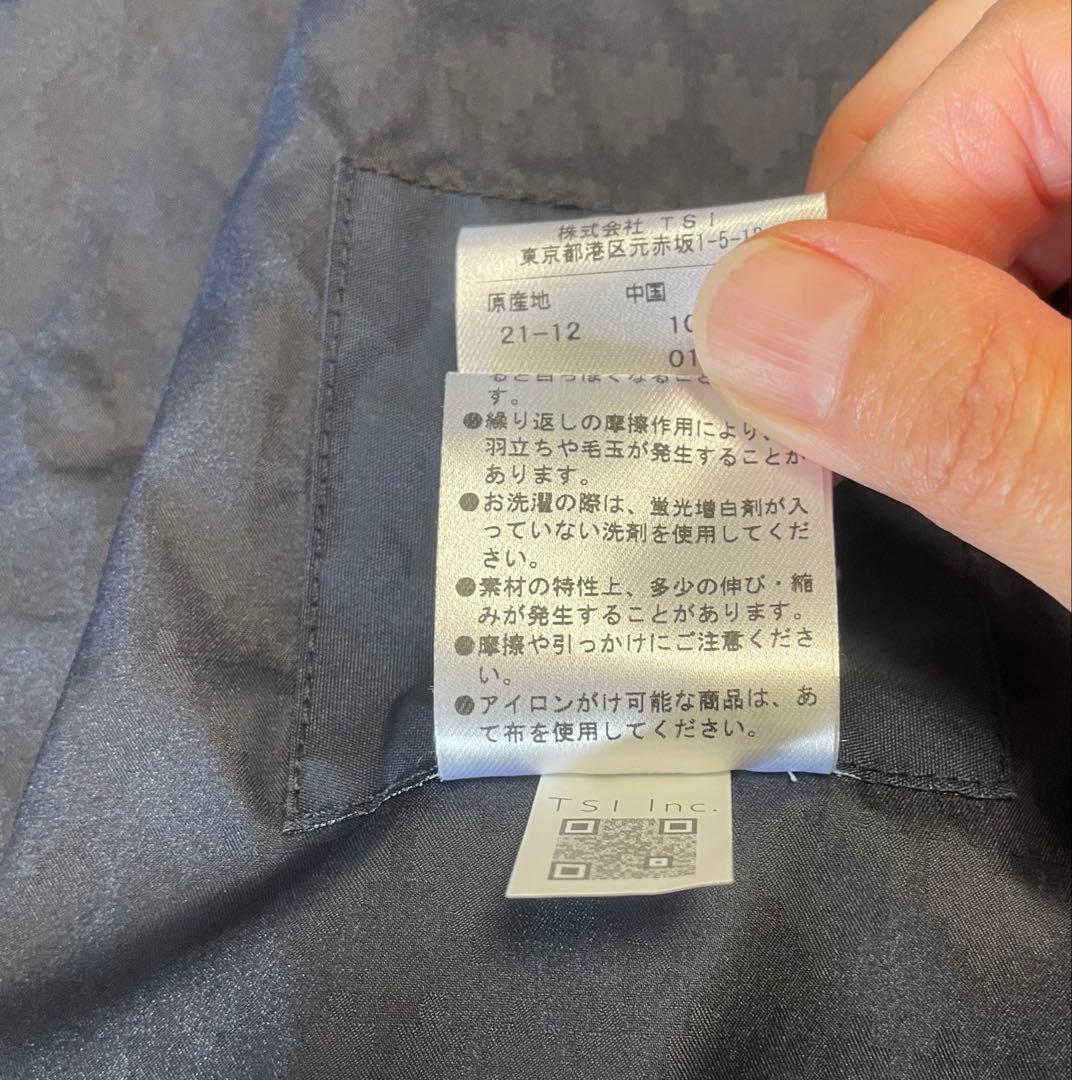 株式会社 TSI
東京都港区元赤坂1-5-12
原産地 中国
21-12 10
01
す。
●繰り返しの摩擦作用により、
羽立ちや毛玉が発生することが
あります。
●お洗濯の際は、蛍光増白剤が入
っていない洗剤を使用してくだ
さい。
●素材の特性上、多少の伸び・縮
みが発生することがあります。
●摩擦や引っかけにご注意くださ
い。
●アイロンがけ可能な商品は、あ
て布を使用してください。
TSI Inc.